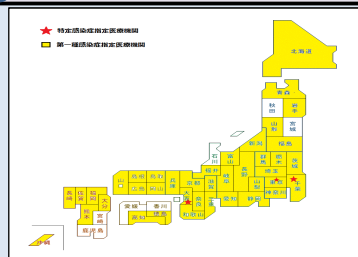 特定感染症指定医療機関
第一種感染症指定医療機関
北海道
青森
秋田
岩手
山形
宮城
新潟
福島
石川
富山
群馬
栃木
茨城
福井
長野
埼玉
岐阜
山梨
東京
千葉
神奈川
山口
島根
鳥取
兵庫
京都
滋賀
広島
岡山
大阪
奈良
三重
愛知
静岡
和歌山
長崎
佐賀
福岡
大分
熊本
宮崎
鹿児島
愛媛
香川
高知
徳島
沖縄